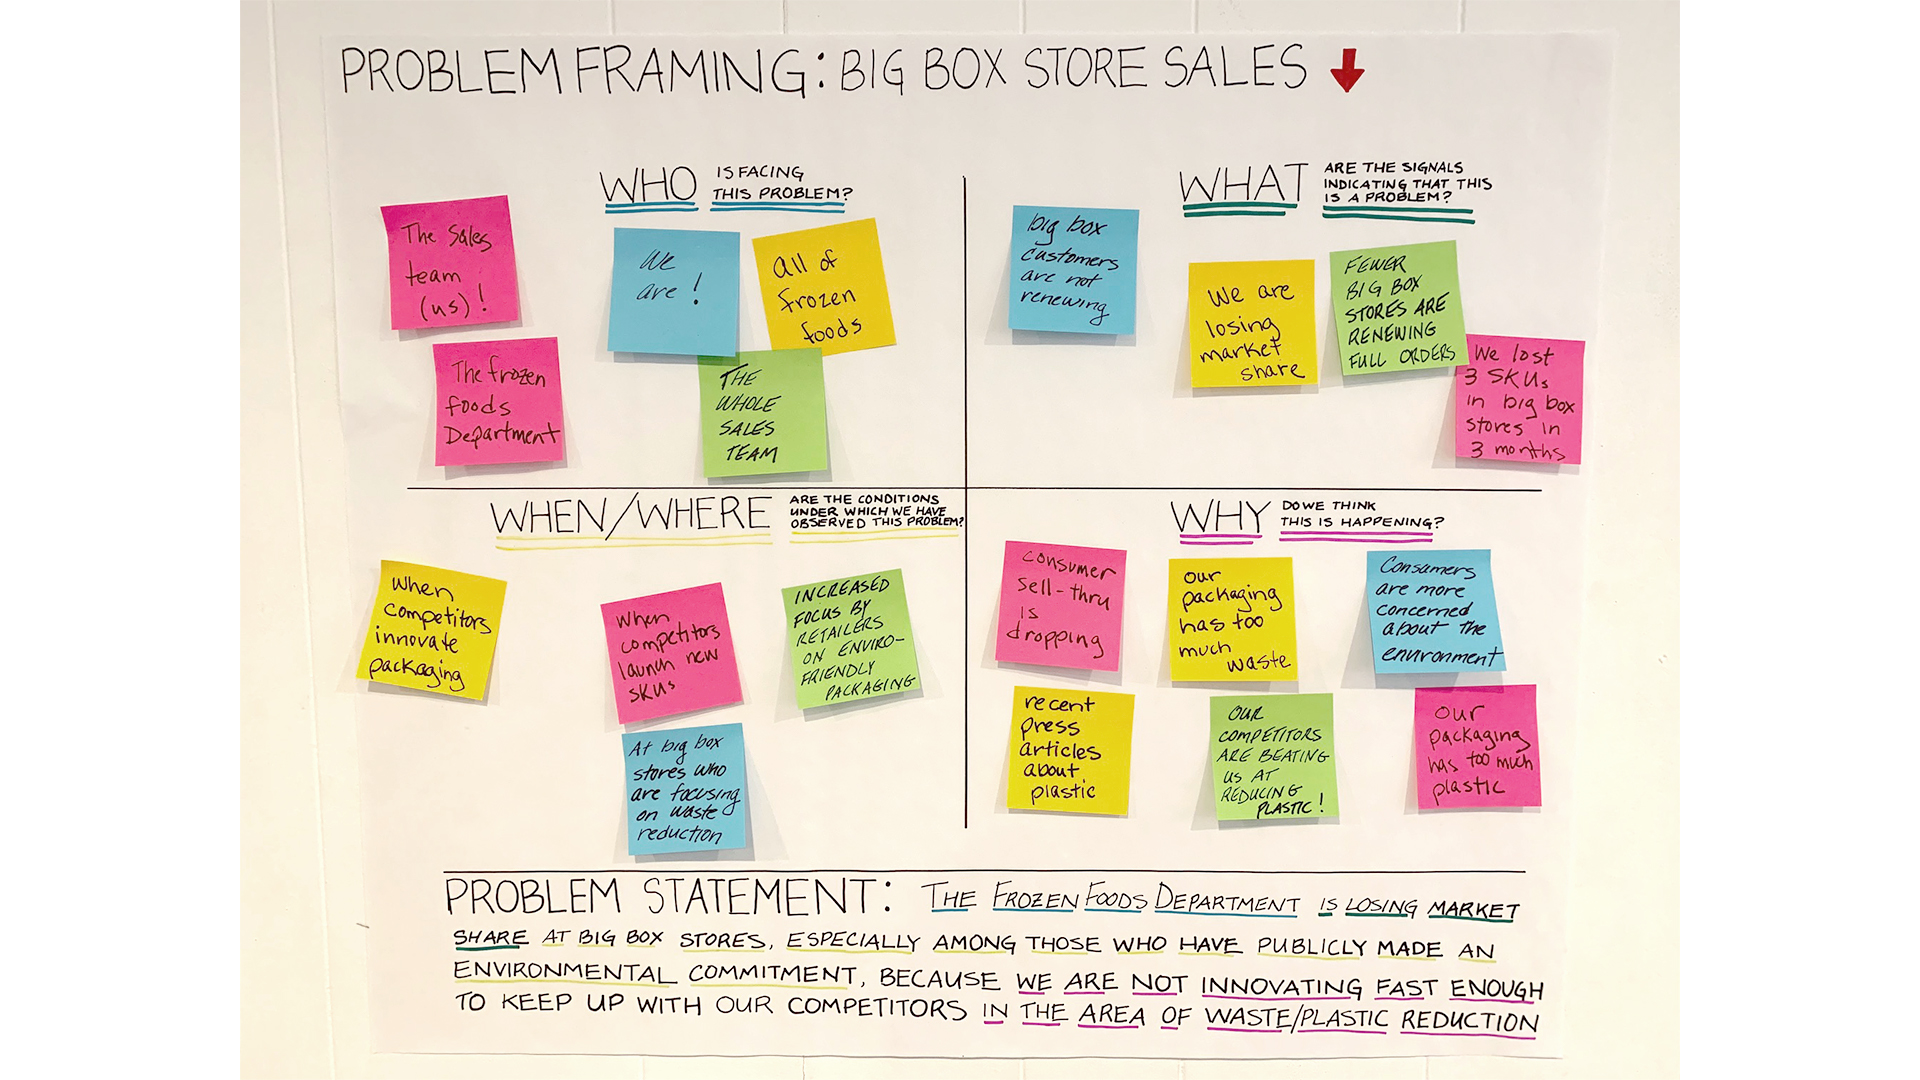 PROBLEM FRAMING: BIG BOX STORE SALES
WHO
IS FACING
THIS PROBLEM?
The Sales
team
(us)!
We
are!
all of
frozen
foods
The frozen
foods
Department
THE
WHOLE
SALES
TEAM
WHAT
ARE THE SIGNALS
INDICATING THAT THIS
IS A PROBLEM?
big box
customers
are not
renewing
We are
losing
market
share
FEWER
BIG BOX
STORES ARE
RENEWING
FULL ORDERS
We lost
3 SKUs
in big box
stores in
3 months
WHEN/WHERE
ARE THE CONDITIONS
UNDER WHICH WE HAVE
OBSERVED THIS PROBLEM?
when
competitors
innovate
packaging
when
competitors
launch new
SKUs
INCREASED
FOCUS BY
RETAILERS
ON ENVIRO-
FRIENDLY
PACKAGING
At big box
stores who
are focusing
on waste
reduction
WHY
DO WE THINK
THIS IS HAPPENING?
consumer
sell-thru
is
dropping
our
packaging
has too
much
waste
Consumers
are more
concerned
about the
environment
recent
press
articles
about
plastic
OUR
COMPETITORS
ARE BEATING
US AT
REDUCING
PLASTIC!
our
packaging
has too much
plastic
PROBLEM STATEMENT: THE FROZEN FOODS DEPARTMENT IS LOSING MARKET
SHARE AT BIG BOX STORES, ESPECIALLY AMONG THOSE WHO HAVE PUBLICLY MADE AN
ENVIRONMENTAL COMMITMENT, BECAUSE WE ARE NOT INNOVATING FAST ENOUGH
TO KEEP UP WITH OUR COMPETITORS IN THE AREA OF WASTE/PLASTIC REDUCTION